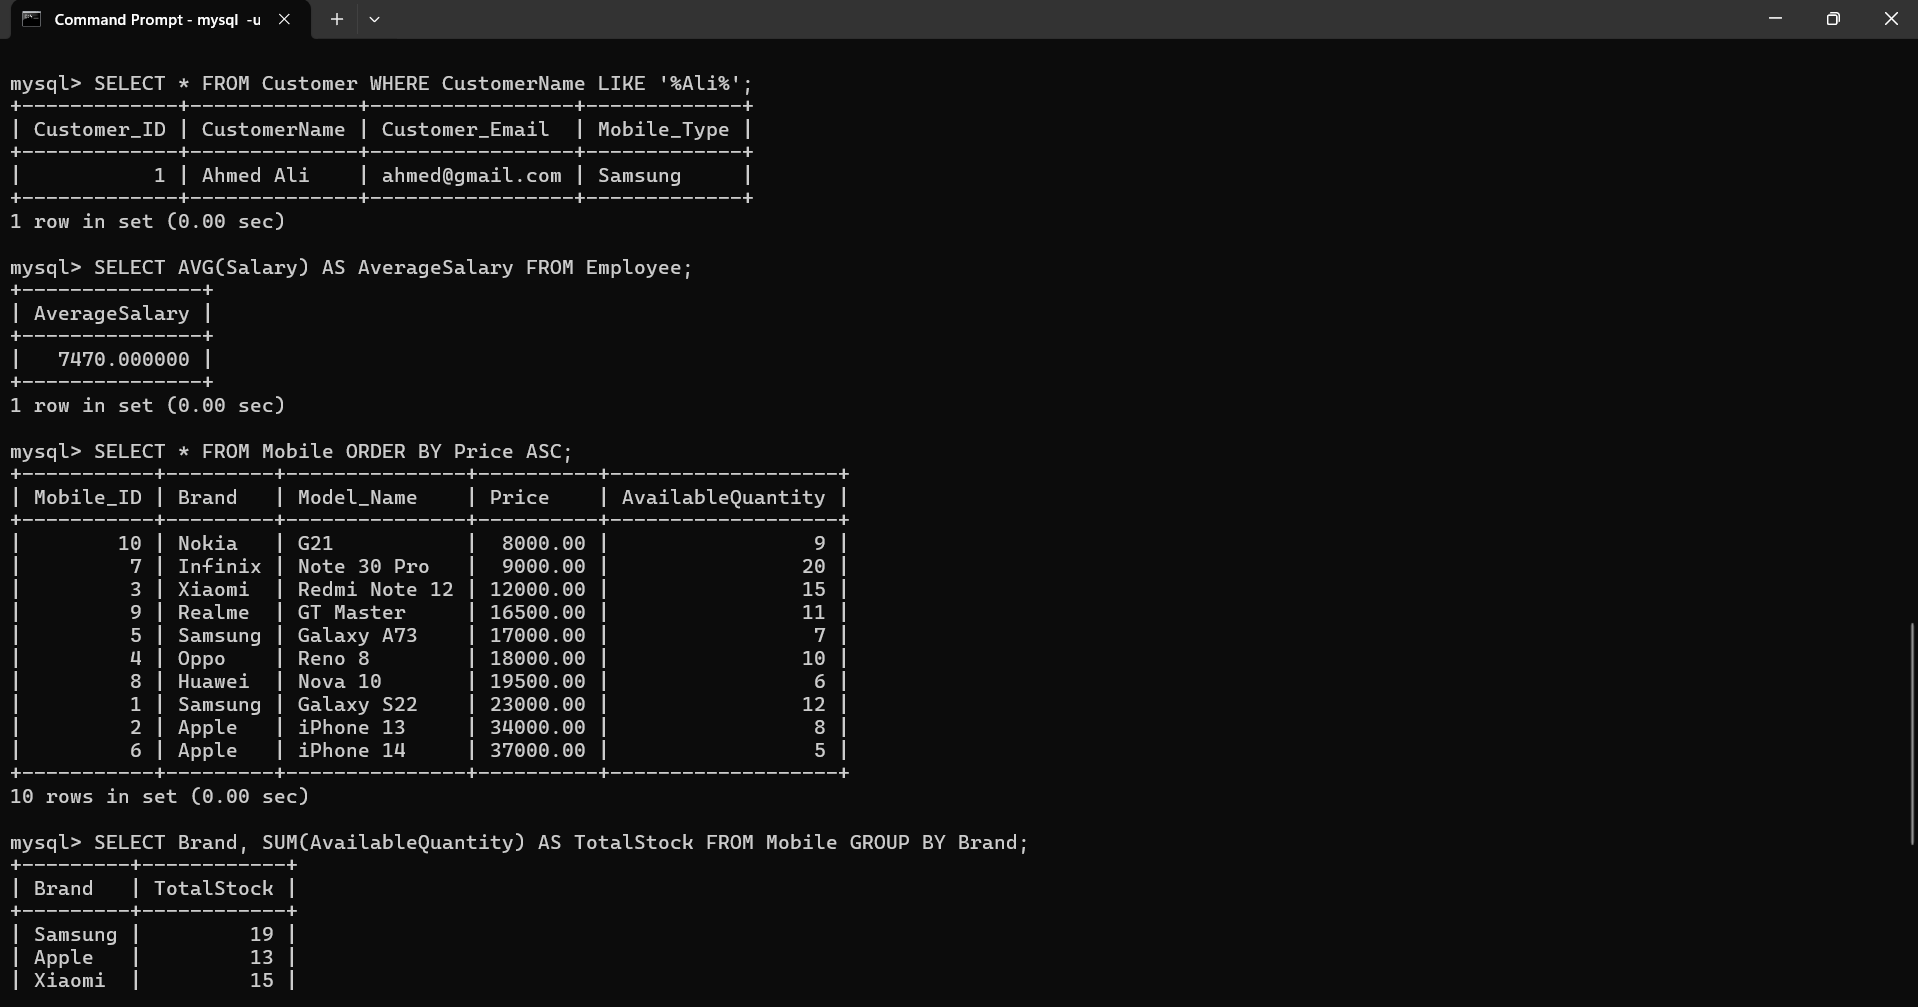 Command Prompt - mysql -u
mysql> SELECT * FROM Customer WHERE CustomerName LIKE '%Ali%';
+-------------+--------------+-----------------+-------------+
| Customer_ID | CustomerName | Customer_Email  | Mobile_Type |
+-------------+--------------+-----------------+-------------+
|           1 | Ahmed Ali    | ahmed@gmail.com | Samsung     |
+-------------+--------------+-----------------+-------------+
1 row in set (0.00 sec)
mysql> SELECT AVG(Salary) AS AverageSalary FROM Employee;
+---------------+
| AverageSalary |
+---------------+
|   7470.000000 |
+---------------+
1 row in set (0.00 sec)
mysql> SELECT * FROM Mobile ORDER BY Price ASC;
+-----------+---------+---------------+----------+-------------------+
| Mobile_ID | Brand   | Model_Name    | Price    | AvailableQuantity |
+-----------+---------+---------------+----------+-------------------+
|        10 | Nokia   | G21           |  8000.00 |                 9 |
|         7 | Infinix | Note 30 Pro   |  9000.00 |                20 |
|         3 | Xiaomi  | Redmi Note 12 | 12000.00 |                15 |
|         9 | Realme  | GT Master     | 16500.00 |                11 |
|         5 | Samsung | Galaxy A73    | 17000.00 |                 7 |
|         4 | Oppo    | Reno 8        | 18000.00 |                10 |
|         8 | Huawei  | Nova 10       | 19500.00 |                 6 |
|         1 | Samsung | Galaxy S22    | 23000.00 |                12 |
|         2 | Apple   | iPhone 13     | 34000.00 |                 8 |
|         6 | Apple   | iPhone 14     | 37000.00 |                 5 |
+-----------+---------+---------------+----------+-------------------+
10 rows in set (0.00 sec)
mysql> SELECT Brand, SUM(AvailableQuantity) AS TotalStock FROM Mobile GROUP BY Brand;
+---------+------------+
| Brand   | TotalStock |
+---------+------------+
| Samsung |         19 |
| Apple   |         13 |
| Xiaomi  |         15 |